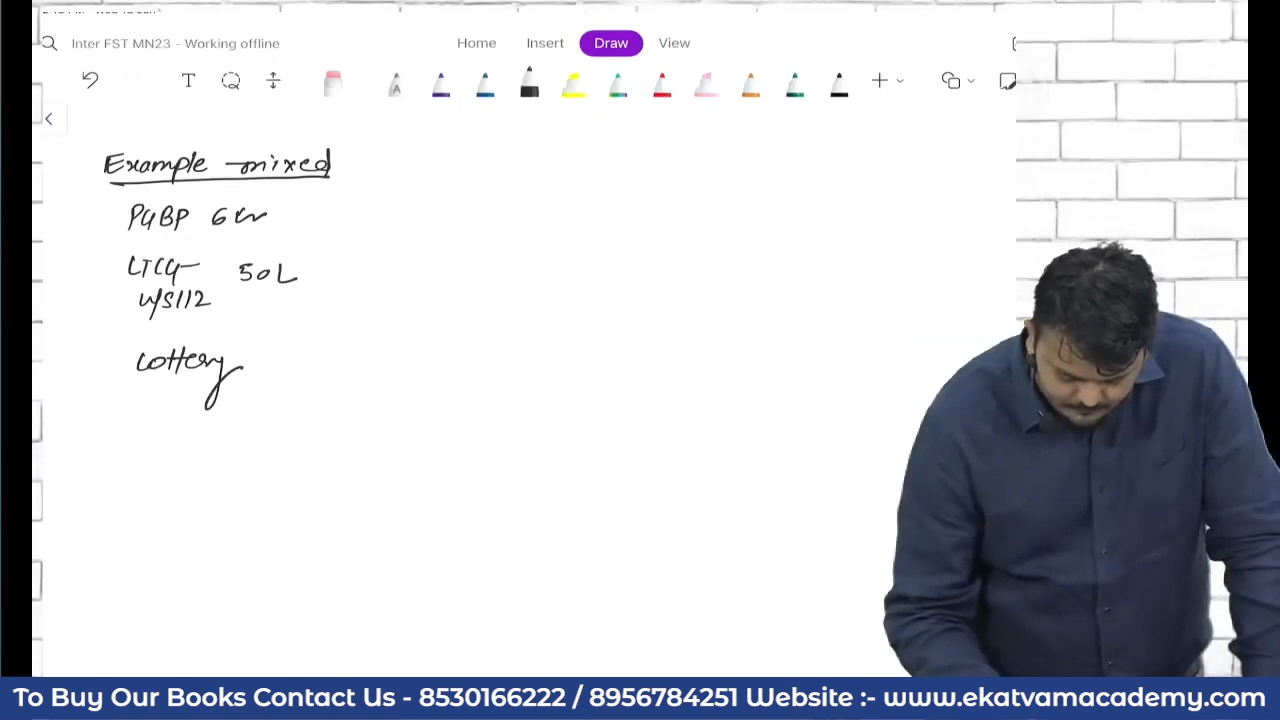 Inter FST MN23 - Working offline
Home Insert Draw View
T
A
Example mixed
PGBP 6 cr
LTCG 50L
u/s 112
Lottery
To Buy Our Books Contact Us - 8530166222 / 8956784251 Website :- www.ekatvamacademy.com